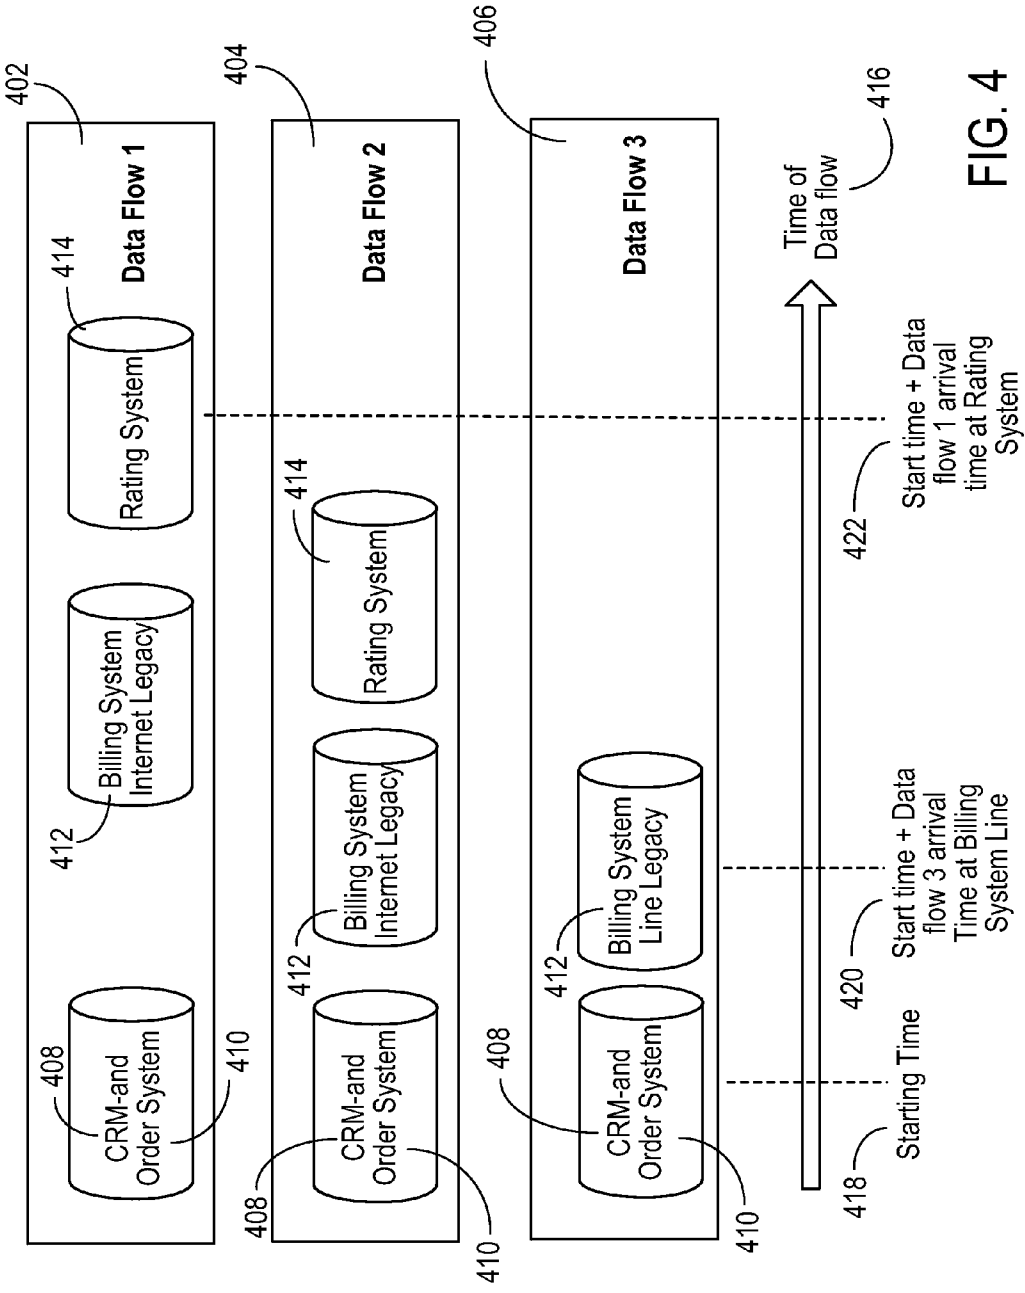 402
414
Data Flow 1
Rating System
Billing System
Internet Legacy
412
408
CRM-and
Order System
410
404
Data Flow 2
414
Rating System
Billing System
Internet Legacy
412
CRM-and
Order System
408
410
406
Data Flow 3
Billing System
Line Legacy
412
408
CRM-and
Order System
410
Time of
Data flow
416
418
Starting Time
420
Start time + Data
flow 3 arrival
Time at Billing
System Line
422
Start time + Data
flow 1 arrival
time at Rating
System
FIG. 4